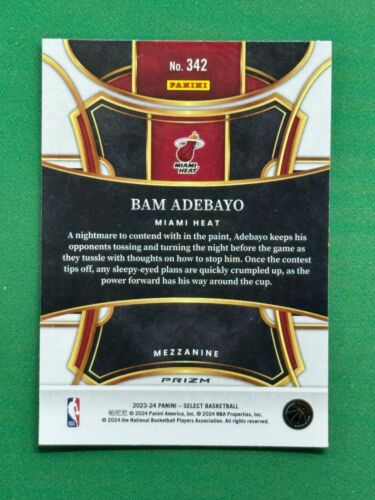 No. 342
PANINI
MIAMI HEAT
BAM ADEBAYO
MIAMI HEAT
A nightmare to contend with in the paint, Adebayo keeps his
opponents tossing and turning the night before the game as
they tussle with thoughts on how to stop him. Once the contest
tips off, any sleepy-eyed plans are quickly crumpled up, as the
power forward has his way around the cup.
MEZZANINE
PRIZM
2023-24 PANINI – SELECT BASKETBALL
帕尼尼 © 2024 Panini America, Inc. © 2024 NBA Properties, Inc.
© 2024 the National Basketball Players Association. All rights reserved.